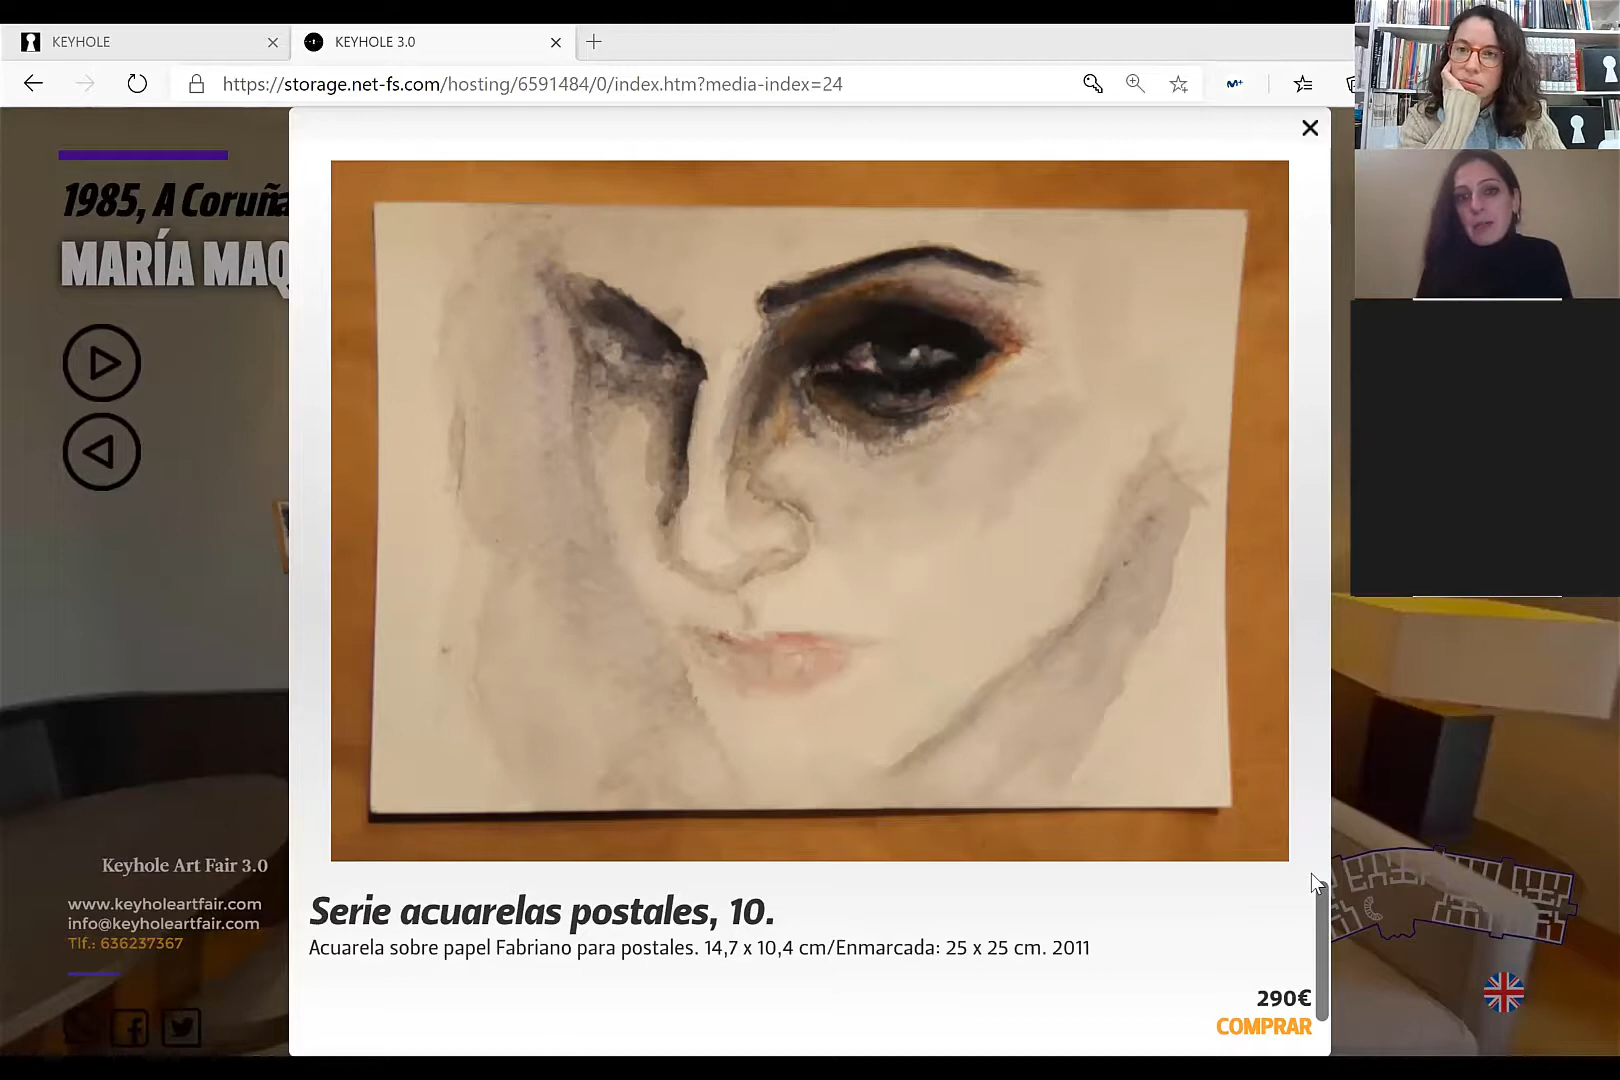 KEYHOLE
KEYHOLE 3.0
https://storage.net-fs.com/hosting/6591484/0/index.htm?media-index=24
M+
1985, A Coruña
MARÍA MAQ
Keyhole Art Fair 3.0
www.keyholeartfair.com
info@keyholeartfair.com
Tlf.: 636237367
Serie acuarelas postales, 10.
Acuarela sobre papel Fabriano para postales. 14,7 x 10,4 cm/Enmarcada: 25 x 25 cm. 2011
290€
COMPRAR